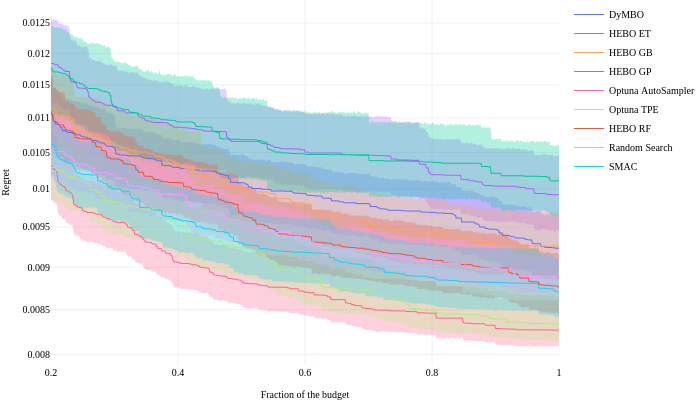 0.0125
0.012
0.0115
0.011
0.0105
0.01
0.0095
0.009
0.0085
0.008
Regret
0.2
0.4
0.6
0.8
1
Fraction of the budget
DyMBO
HEBO ET
HEBO GB
HEBO GP
Optuna AutoSampler
Optuna TPE
HEBO RF
Random Search
SMAC